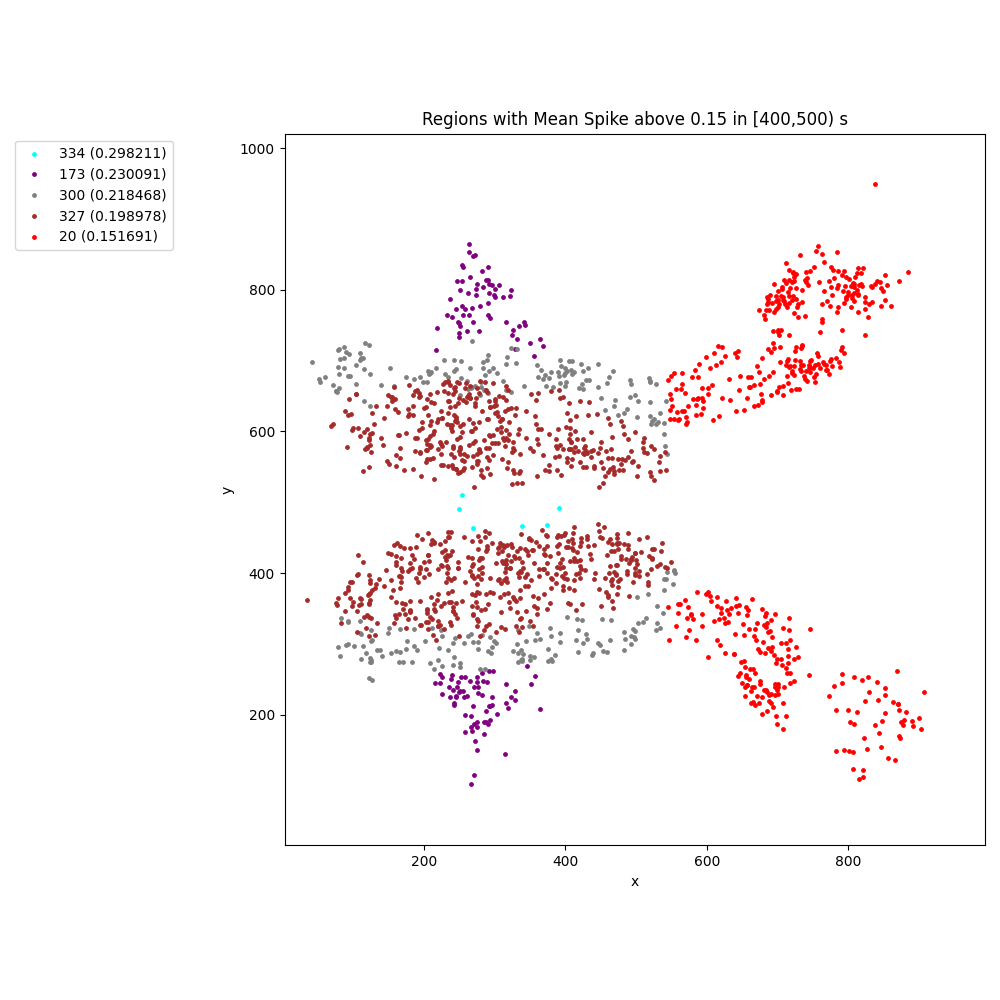 Regions with Mean Spike above 0.15 in [400,500) s
334 (0.298211)
173 (0.230091)
300 (0.218468)
327 (0.198978)
20 (0.151691)
1000
800
600
400
200
y
200 400 600 800
x